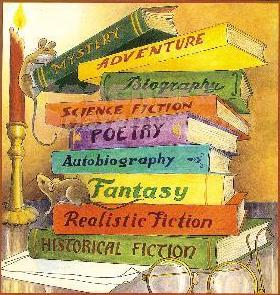 MYSTERY
ADVENTURE
Biography
SCIENCE FICTION
POETRY
Autobiography
Fantasy
Realistic Fiction
HISTORICAL FICTION